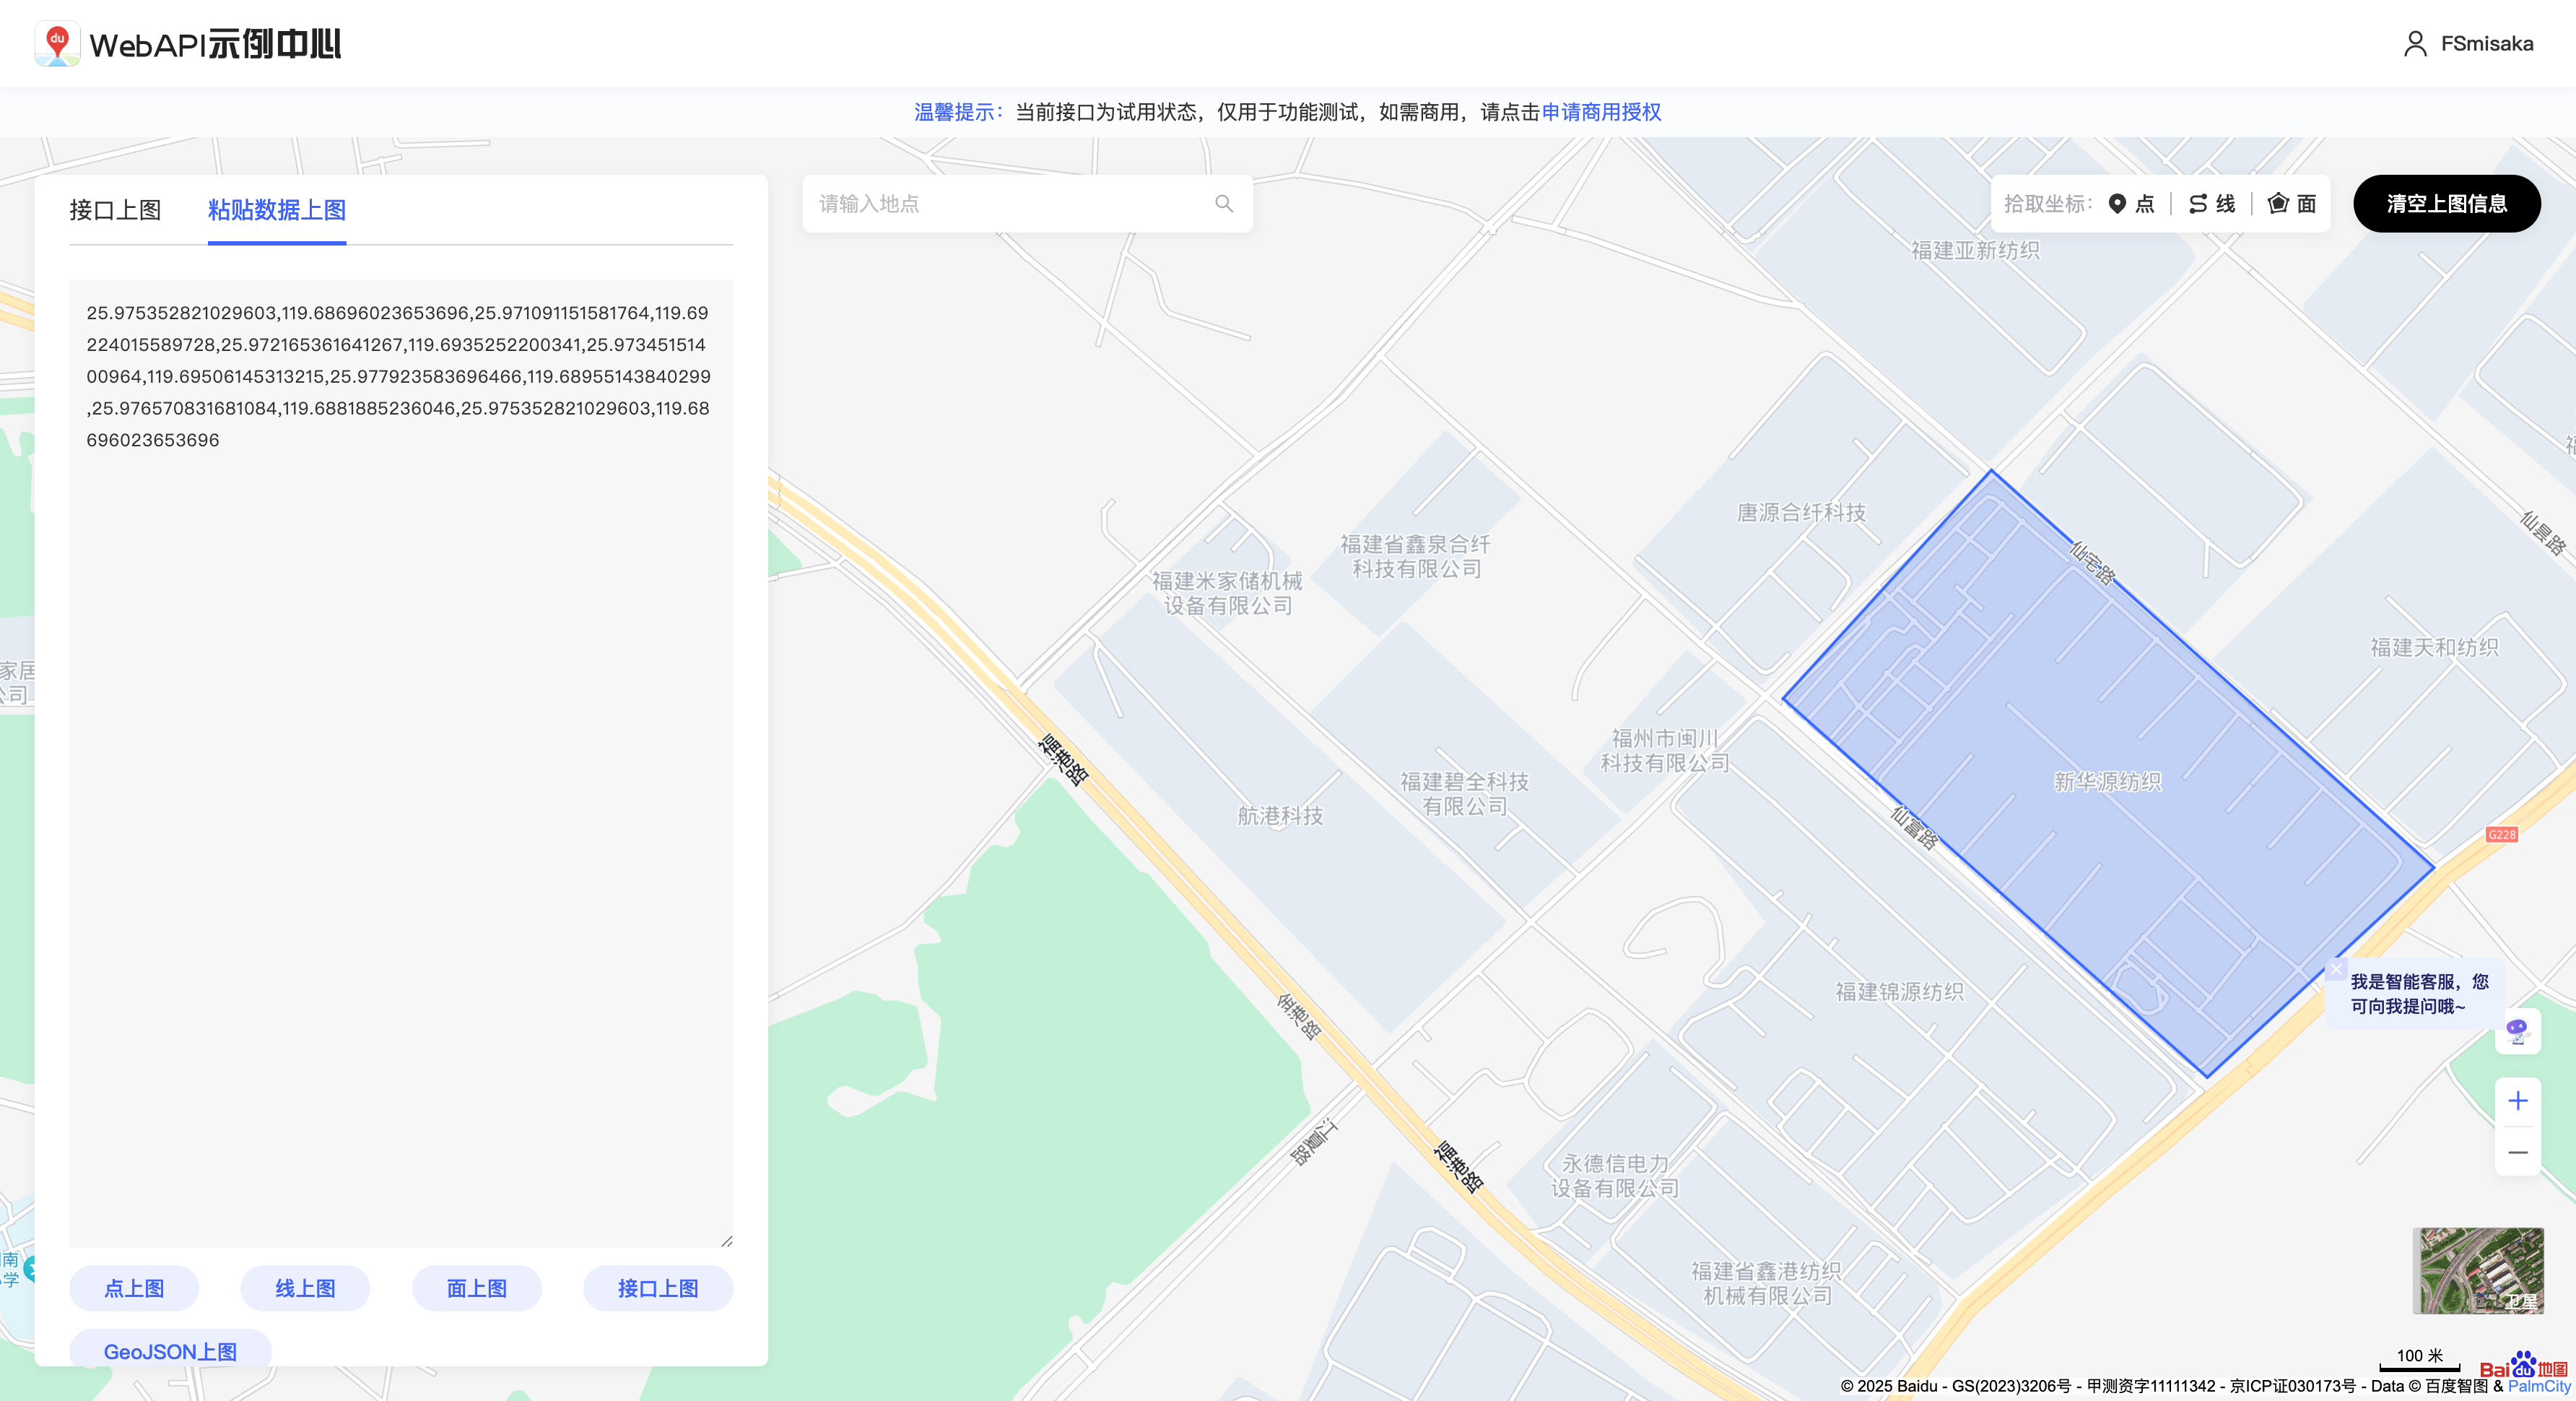 du
WebAPI示例中心
FSmisaka
温馨提示：当前接口为试用状态，仅用于功能测试，如需商用，请点击申请商用授权
接口上图
粘贴数据上图
25.975352821029603,119.68696023653696,25.971091151581764,119.69
224015589728,25.972165361641267,119.6935252200341,25.973451514
00964,119.69506145313215,25.977923583696466,119.68955143840299
,25.976570831681084,119.6881885236046,25.975352821029603,119.68
696023653696
点上图
线上图
面上图
接口上图
GeoJSON上图
请输入地点
拾取坐标：
点
线
面
清空上图信息
福建亚新纺织
唐源合纤科技
福建省鑫泉合纤
科技有限公司
福建米家储机械
设备有限公司
仙宅路
仙昙路
福建天和纺织
家居
公司
福港路
福州市闽川
科技有限公司
福建碧全科技
有限公司
航港科技
新华源纺织
仙富路
G228
福建锦源纺织
金港路
我是智能客服，您
可向我提问哦~
福港路
永德信电力
设备有限公司
福建省鑫港纺织
机械有限公司
南
学
卫星
100 米
Bai du 地图
© 2025 Baidu - GS(2023)3206号 - 甲测资字11111342 - 京ICP证030173号 - Data © 百度智图 & PalmCity